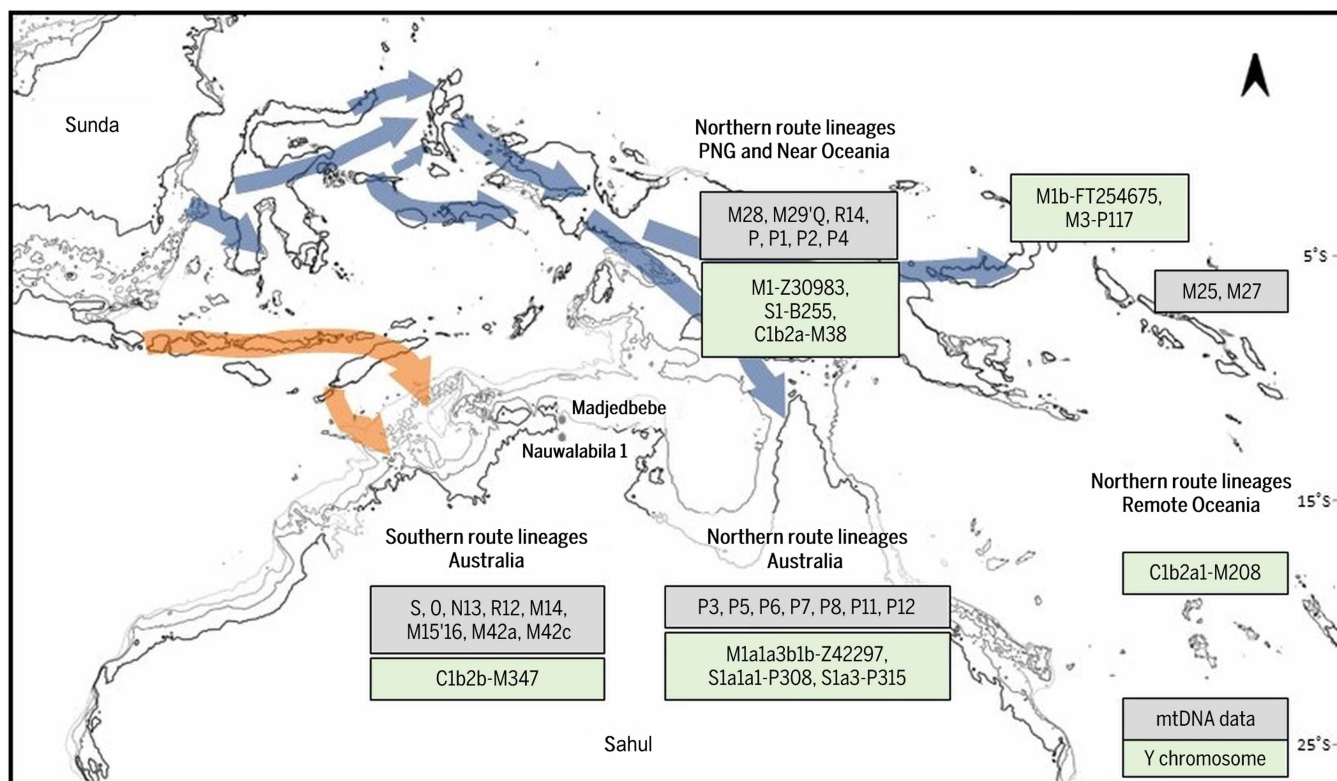 Sunda
Northern route lineages
PNG and Near Oceania
M28, M29'Q, R14,
P, P1, P2, P4
M1-Z30983,
S1-B255,
C1b2a-M38
M1b-FT254675,
M3-P117
5°S
M25, M27
Madjedbebe
Nauwalabila 1
Northern route lineages
Remote Oceania
15°S
C1b2a1-M208
Southern route lineages
Australia
S, O, N13, R12, M14,
M15'16, M42a, M42c
C1b2b-M347
Northern route lineages
Australia
P3, P5, P6, P7, P8, P11, P12
M1a1a3b1b-Z42297,
S1a1a1-P308, S1a3-P315
Sahul
mtDNA data
Y chromosome
25°S